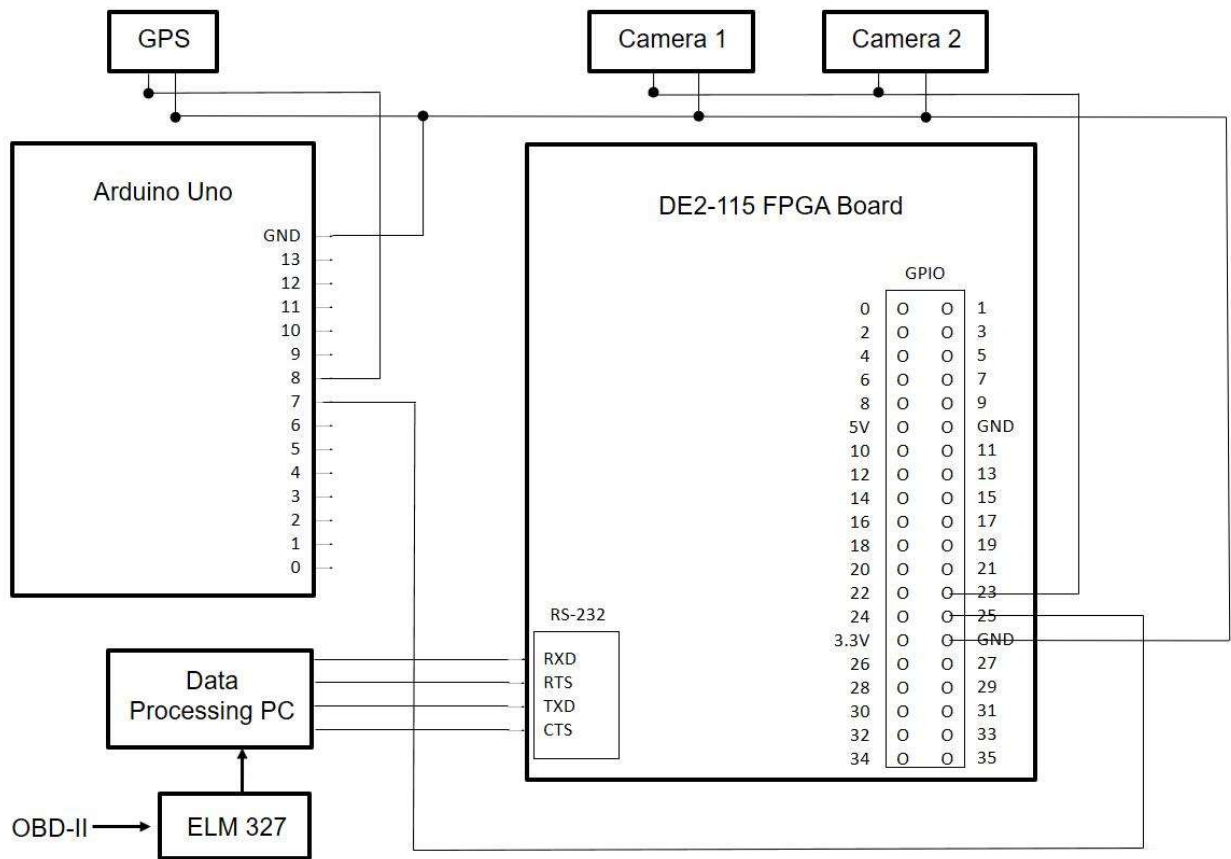 GPS
Camera 1
Camera 2
Arduino Uno
GND
13
12
11
10
9
8
7
6
5
4
3
2
1
0
DE2-115 FPGA Board
GPIO
0 O O 1
2 O O 3
4 O O 5
6 O O 7
8 O O 9
5V O O GND
10 O O 11
12 O O 13
14 O O 15
16 O O 17
18 O O 19
20 O O 21
22 O O 23
24 O O 25
3.3V O O GND
26 O O 27
28 O O 29
30 O O 31
32 O O 33
34 O O 35
RS-232
RXD
RTS
TXD
CTS
Data
Processing PC
OBD-II
ELM 327